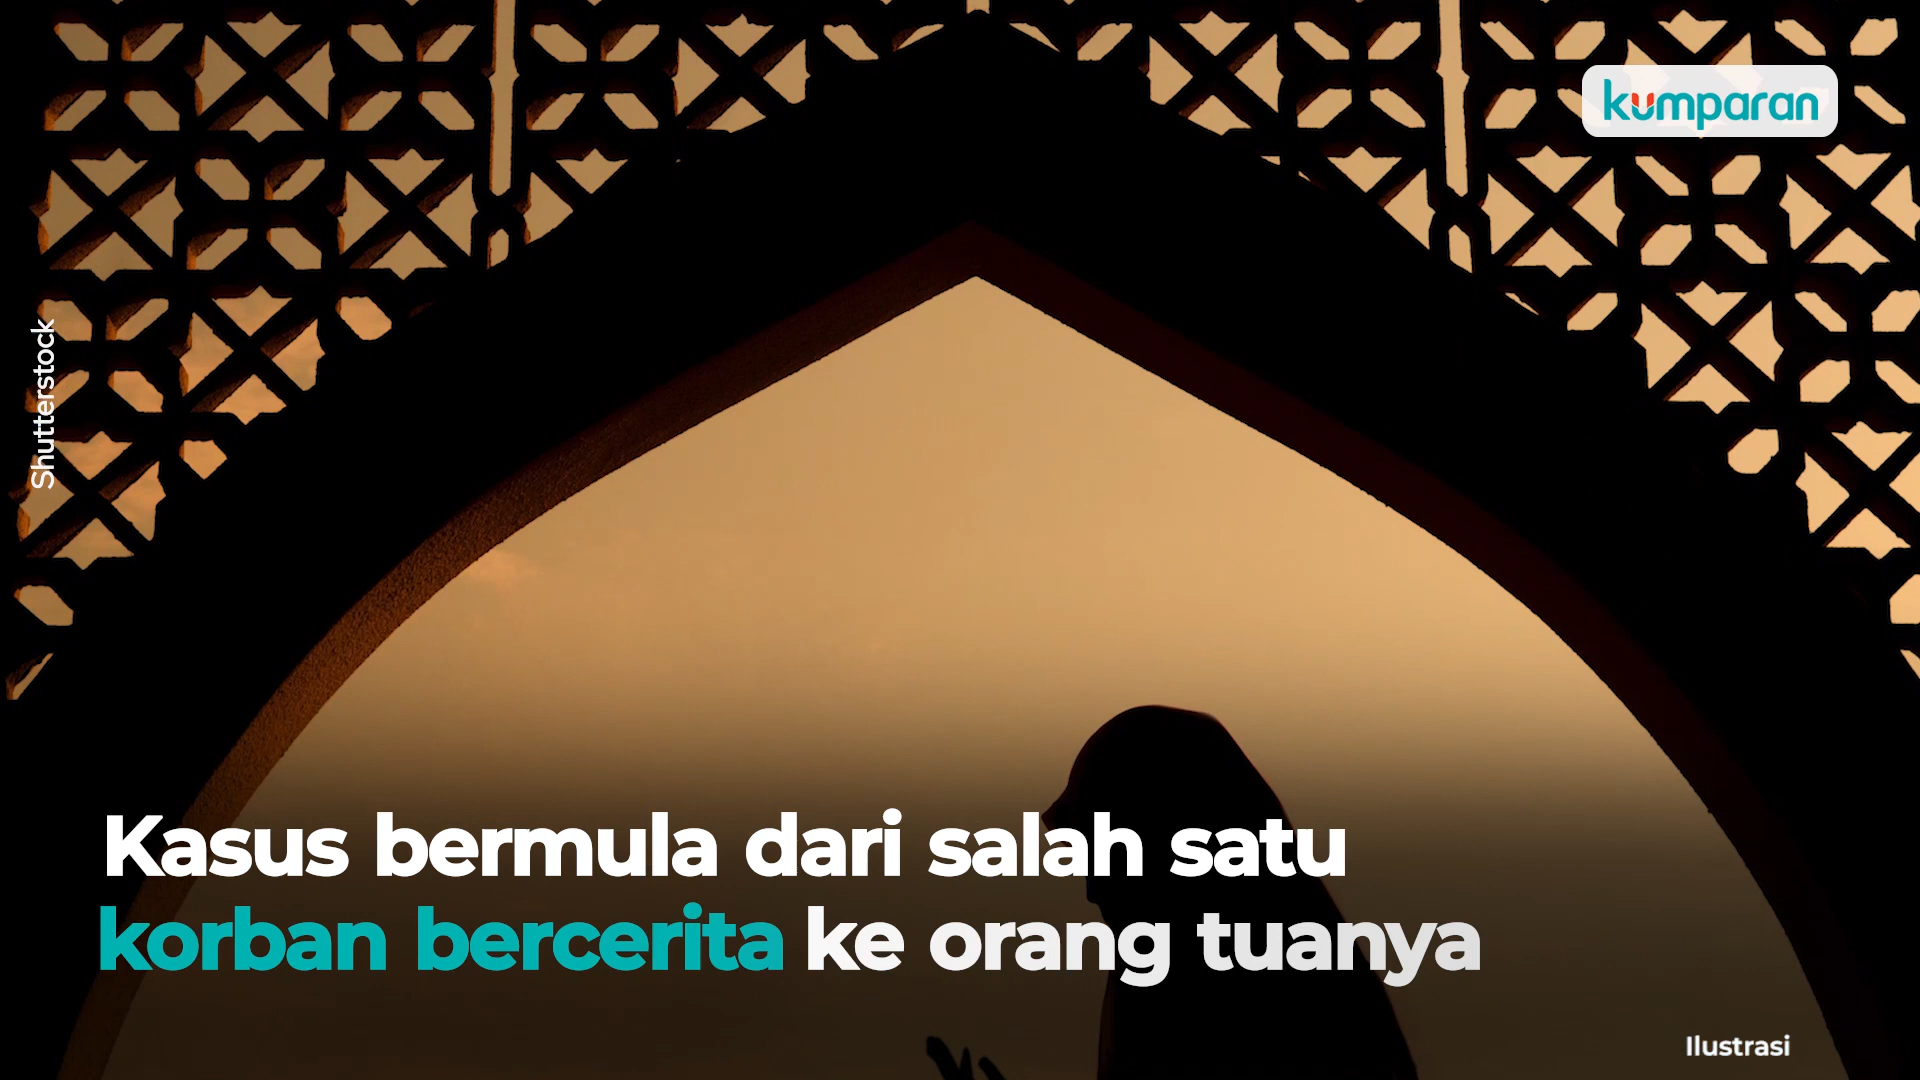 kumparan
Shutterstock
Kasus bermula dari salah satu
korban bercerita ke orang tuanya
Ilustrasi